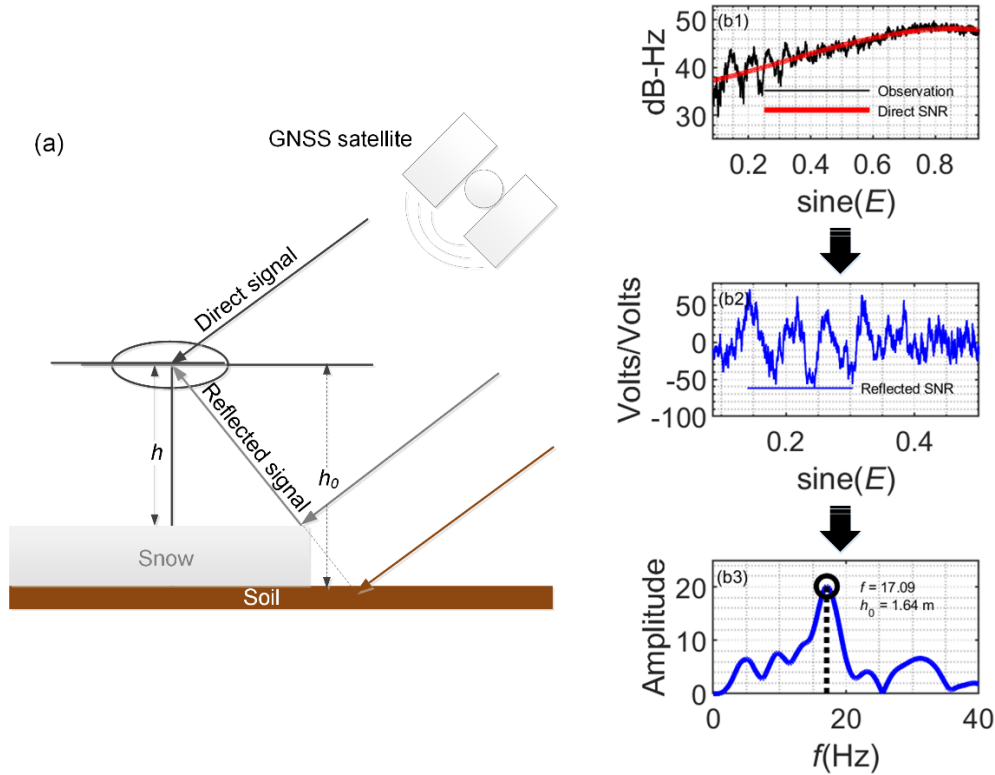 (a)
GNSS satellite
Direct signal
Reflected signal
h
h₀
Snow
Soil
(b1)
50
40
30
dB-Hz
Observation
Direct SNR
0.2 0.4 0.6 0.8
sine(E)
(b2)
50
0
-50
-100
Volts/Volts
Reflected SNR
0.2 0.4
sine(E)
(b3)
20
10
0
Amplitude
f = 17.09
h₀ = 1.64 m
0 20 40
f(Hz)